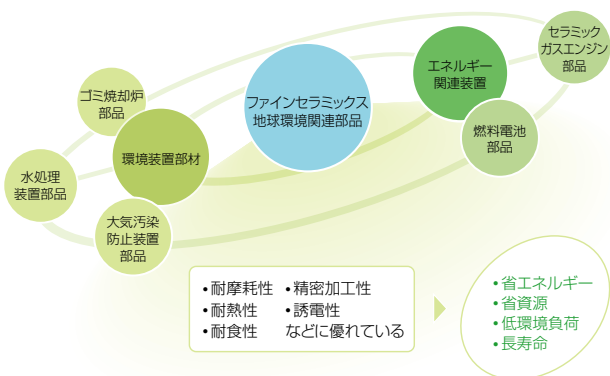 セラミック
ガスエンジン
部品
エネルギー
関連装置
ファインセラミックス
地球環境関連部品
ゴミ焼却炉
部品
燃料電池
部品
環境装置部材
水処理
装置部品
大気汚染
防止装置
部品
•耐摩耗性 •精密加工性
•耐熱性 •誘電性
•耐食性 などに優れている
•省エネルギー
•省資源
•低環境負荷
•長寿命